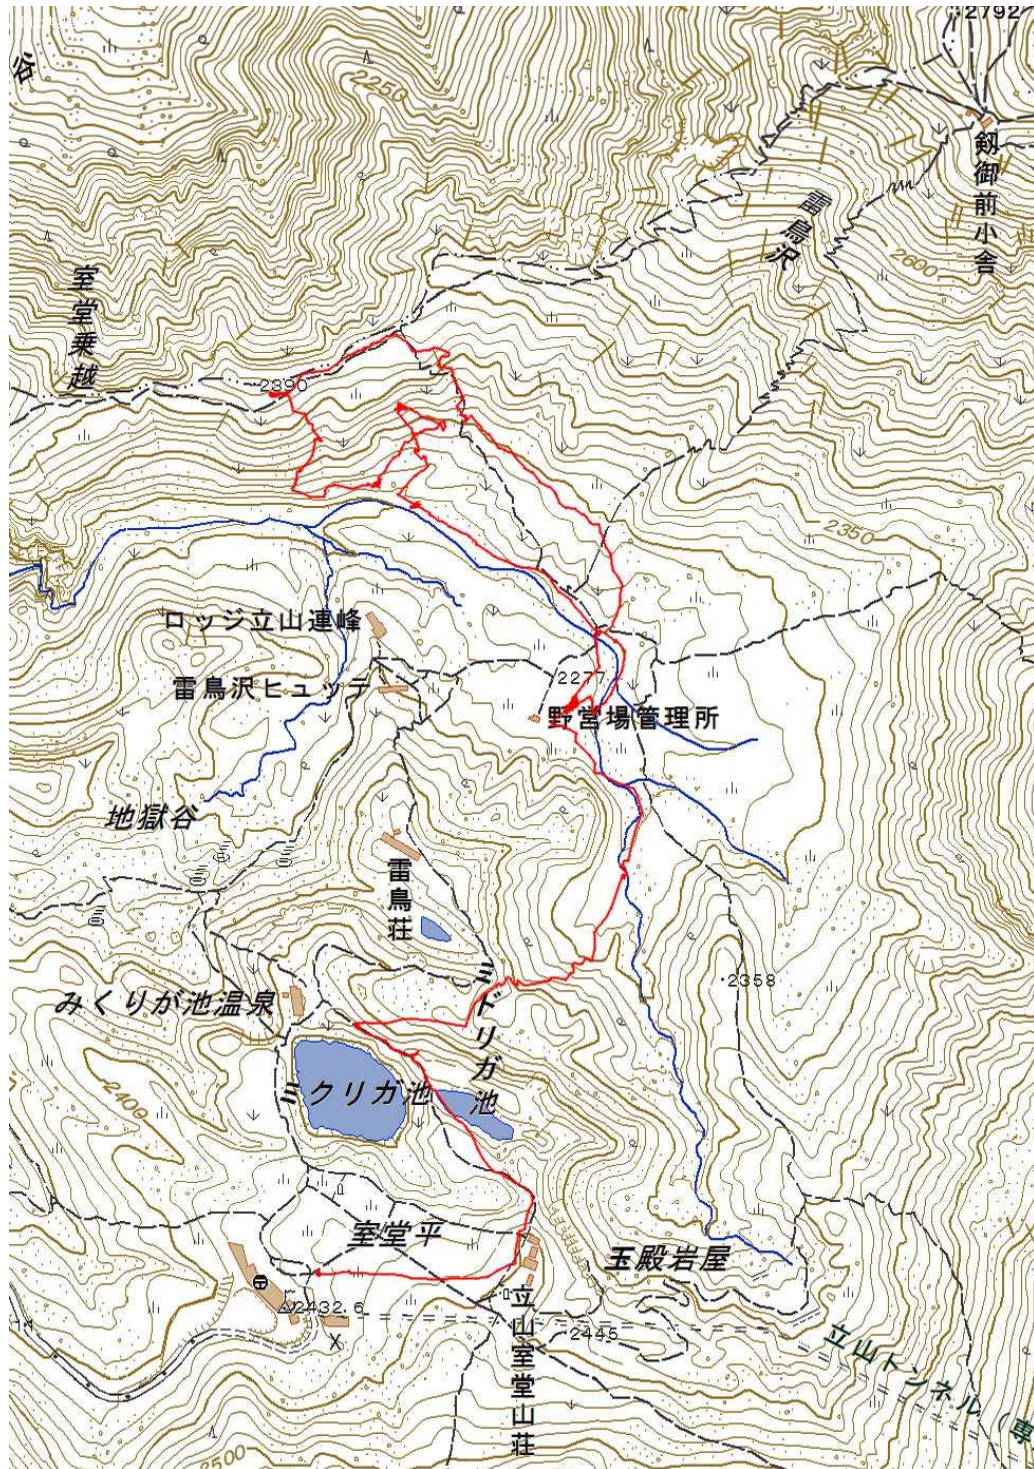 2792
谷
2250
剱御前小舎
雷鳥沢
2600
室堂乗越
2390
2350
ロッジ立山連峰
雷鳥沢ヒュッテ
2277
野営場管理所
地獄谷
雷鳥荘
2358
みくりが池温泉
ミドリガ池
ミクリガ池
2400
室堂平
玉殿岩屋
2432.6
立山室堂山荘
2445
立山トンネル(専
2500